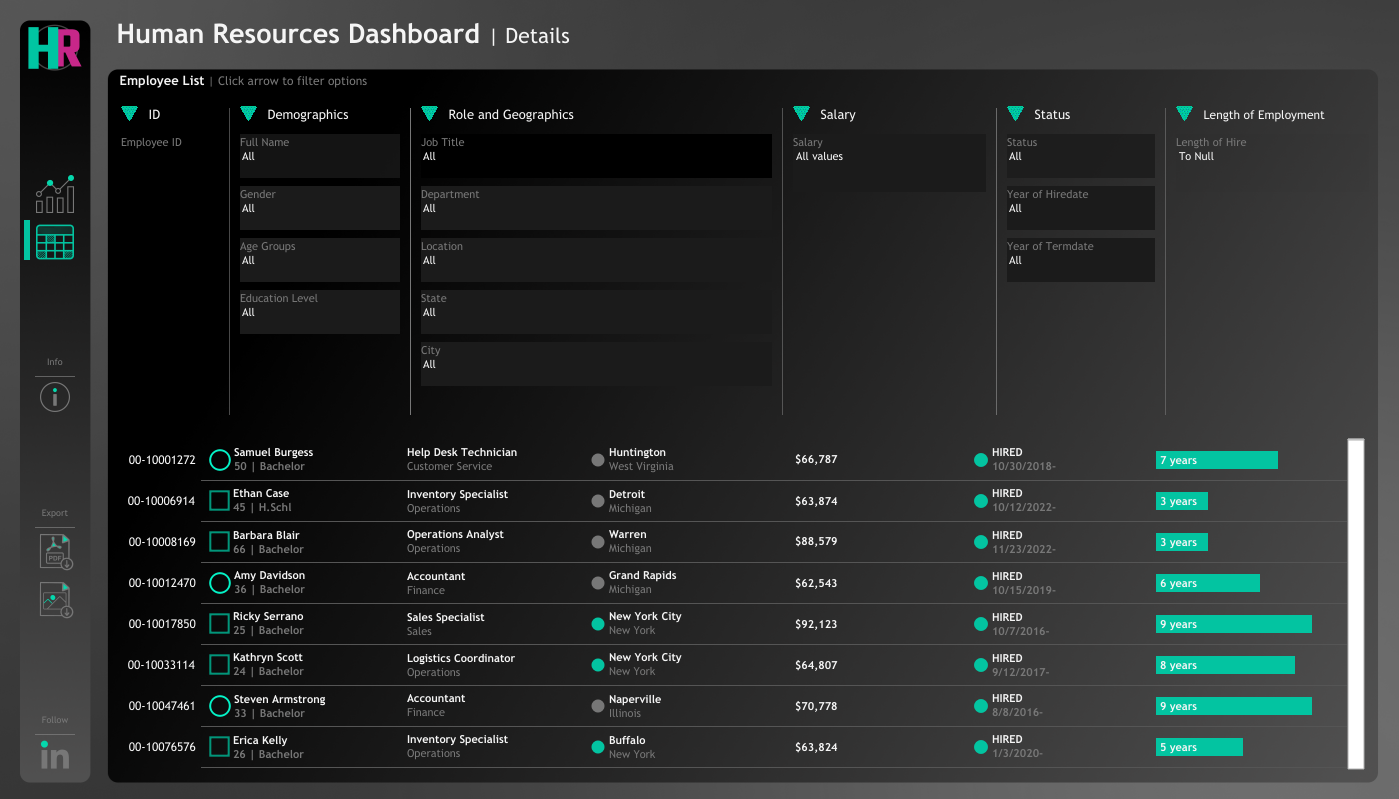 HR
Human Resources Dashboard | Details
Employee List | Click arrow to filter options
ID
Demographics
Role and Geographics
Salary
Status
Length of Employment
Employee ID
Full Name
All
Gender
All
Age Groups
All
Education Level
All
Job Title
All
Department
All
Location
All
State
All
City
All
Salary
All values
Status
All
Year of Hiredate
All
Year of Termdate
All
Length of Hire
To Null
Info
Export
PDF
Follow
in
00-10001272
Samuel Burgess
50 | Bachelor
Help Desk Technician
Customer Service
Huntington
West Virginia
$66,787
HIRED
10/30/2018-
7 years
00-10006914
Ethan Case
45 | H.Schl
Inventory Specialist
Operations
Detroit
Michigan
$63,874
HIRED
10/12/2022-
3 years
00-10008169
Barbara Blair
66 | Bachelor
Operations Analyst
Operations
Warren
Michigan
$88,579
HIRED
11/23/2022-
3 years
00-10012470
Amy Davidson
36 | Bachelor
Accountant
Finance
Grand Rapids
Michigan
$62,543
HIRED
10/15/2019-
6 years
00-10017850
Ricky Serrano
25 | Bachelor
Sales Specialist
Sales
New York City
New York
$92,123
HIRED
10/7/2016-
9 years
00-10033114
Kathryn Scott
24 | Bachelor
Logistics Coordinator
Operations
New York City
New York
$64,807
HIRED
9/12/2017-
8 years
00-10047461
Steven Armstrong
33 | Bachelor
Accountant
Finance
Naperville
Illinois
$70,778
HIRED
8/8/2016-
9 years
00-10076576
Erica Kelly
26 | Bachelor
Inventory Specialist
Operations
Buffalo
New York
$63,824
HIRED
1/3/2020-
5 years